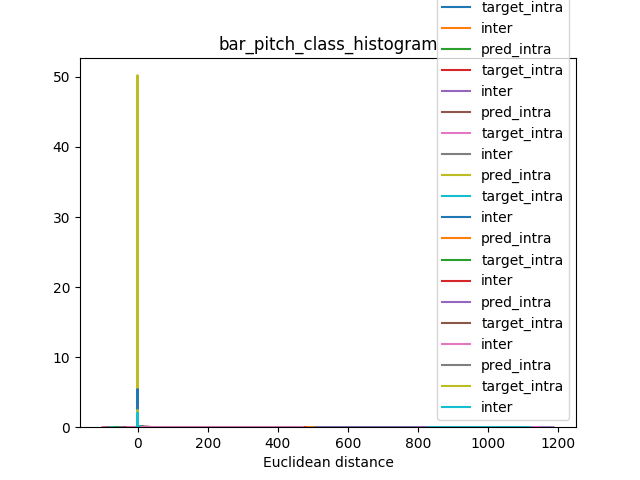 target_intra
inter
bar_pitch_class_histogram
pred_intra
target_intra
inter
pred_intra
target_intra
inter
pred_intra
target_intra
inter
pred_intra
target_intra
inter
pred_intra
target_intra
inter
pred_intra
target_intra
inter
50
40
30
20
10
0
0 200 400 600 800 1000 1200
Euclidean distance